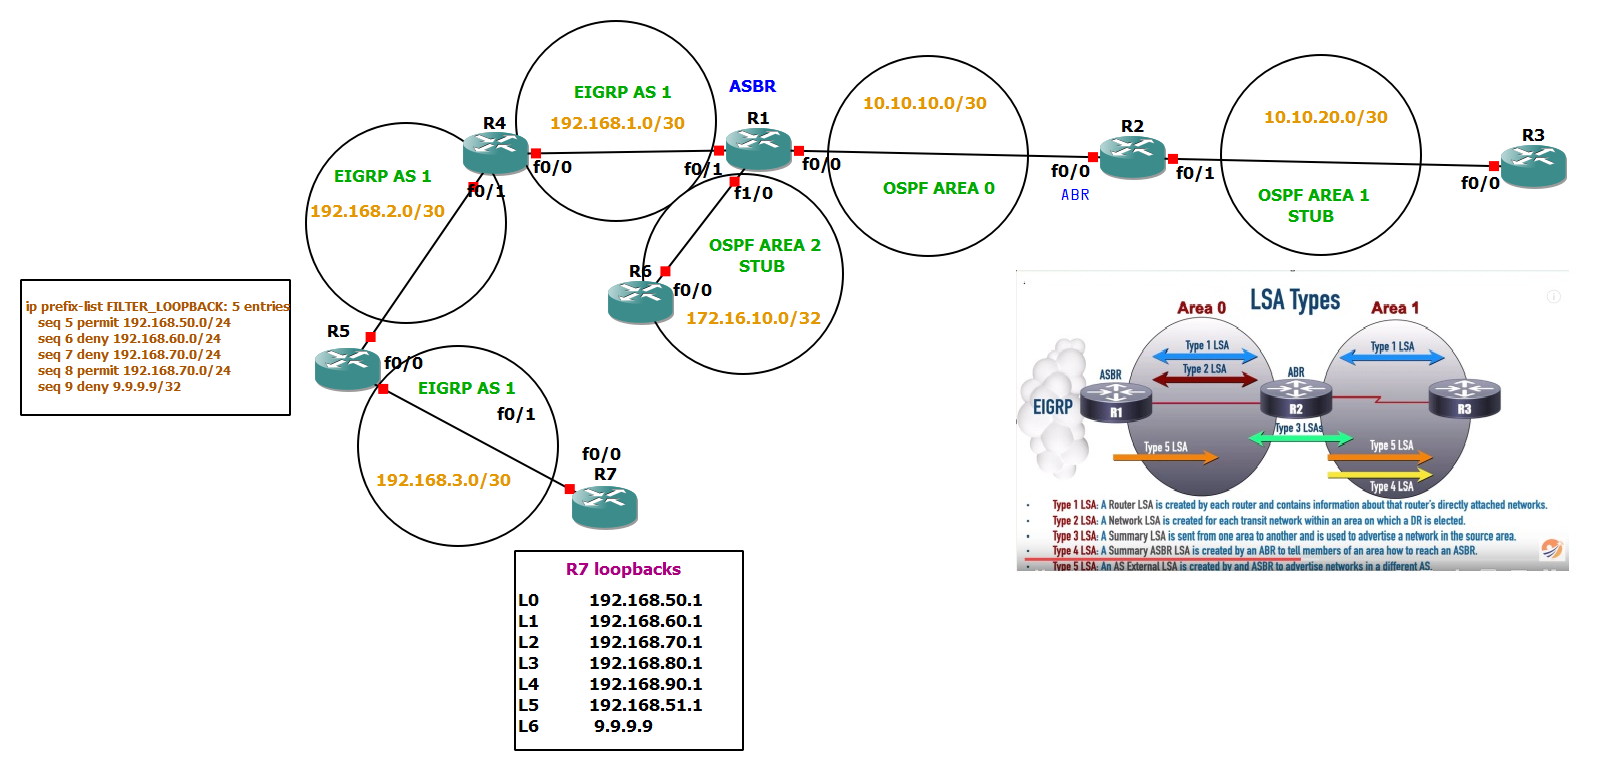 EIGRP AS 1
192.168.1.0/30
ASBR
R1
R4
f0/0
f0/1
f0/0
f1/0
f0/1
EIGRP AS 1
192.168.2.0/30
10.10.10.0/30
OSPF AREA 0
R2
f0/0
f0/1
ABR
10.10.20.0/30
OSPF AREA 1
STUB
R3
f0/0
OSPF AREA 2
STUB
R6
f0/0
172.16.10.0/32
ip prefix-list FILTER_LOOPBACK: 5 entries
seq 5 permit 192.168.50.0/24
seq 6 deny 192.168.60.0/24
seq 7 deny 192.168.70.0/24
seq 8 permit 192.168.70.0/24
seq 9 deny 9.9.9.9/32
R5
f0/0
EIGRP AS 1
f0/1
192.168.3.0/30
f0/0
R7
R7 loopbacks
L0 192.168.50.1
L1 192.168.60.1
L2 192.168.70.1
L3 192.168.80.1
L4 192.168.90.1
L5 192.168.51.1
L6 9.9.9.9
LSA Types
Area 0
Area 1
Type 1 LSA
Type 1 LSA
Type 2 LSA
ASBR
ABR
EIGRP
R1
R2
R3
Type 3 LSAs
Type 5 LSA
Type 5 LSA
Type 4 LSA
Type 1 LSA: A Router LSA is created by each router and contains information about that router's directly attached networks.
Type 2 LSA: A Network LSA is created for each transit network within an area on which a DR is elected.
Type 3 LSA: A Summary LSA is sent from one area to another and is used to advertise a network in the source area.
Type 4 LSA: A Summary ASBR LSA is created by an ABR to tell members of an area how to reach an ASBR.
Type 5 LSA: An AS External LSA is created by and ASBR to advertise networks in a different AS.